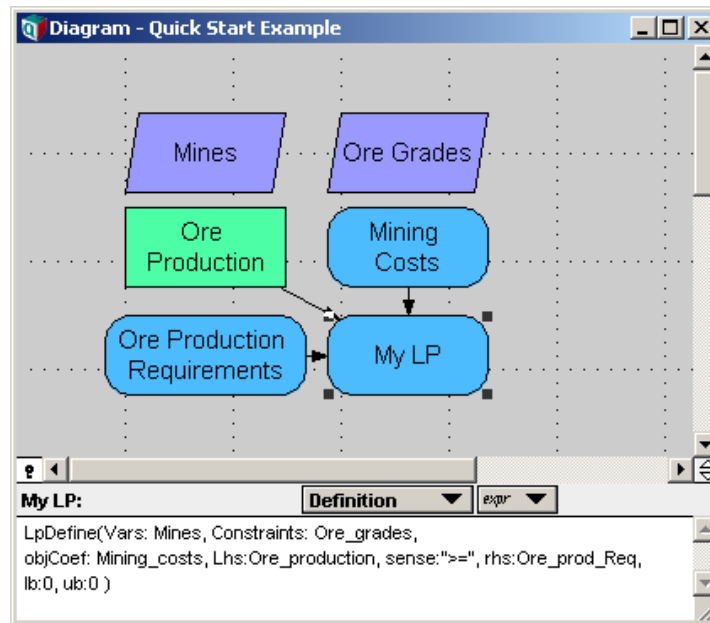 Diagram - Quick Start Example
Mines
Ore Grades
Ore
Production
Mining
Costs
Ore Production
Requirements
My LP
?
My LP:
Definition
expr
LpDefine(Vars: Mines, Constraints: Ore_grades,
objCoef: Mining_costs, Lhs:Ore_production, sense:">=", rhs:Ore_prod_Req,
lb:0, ub:0 )